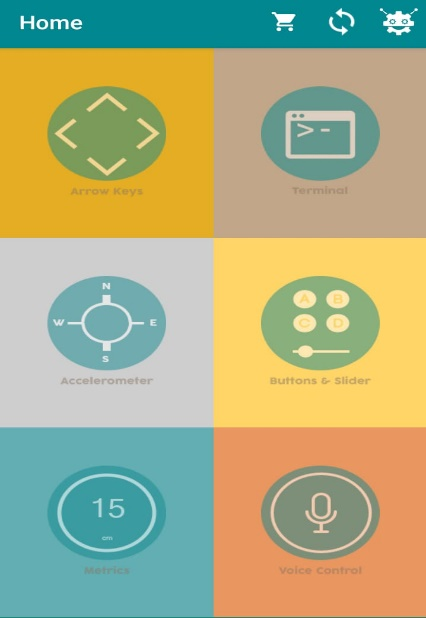 Home
>-
Arrow Keys
Terminal
N
W E
S
Accelerometer
A B
C D
Buttons & Slider
15
cm
Metrics
Voice Control